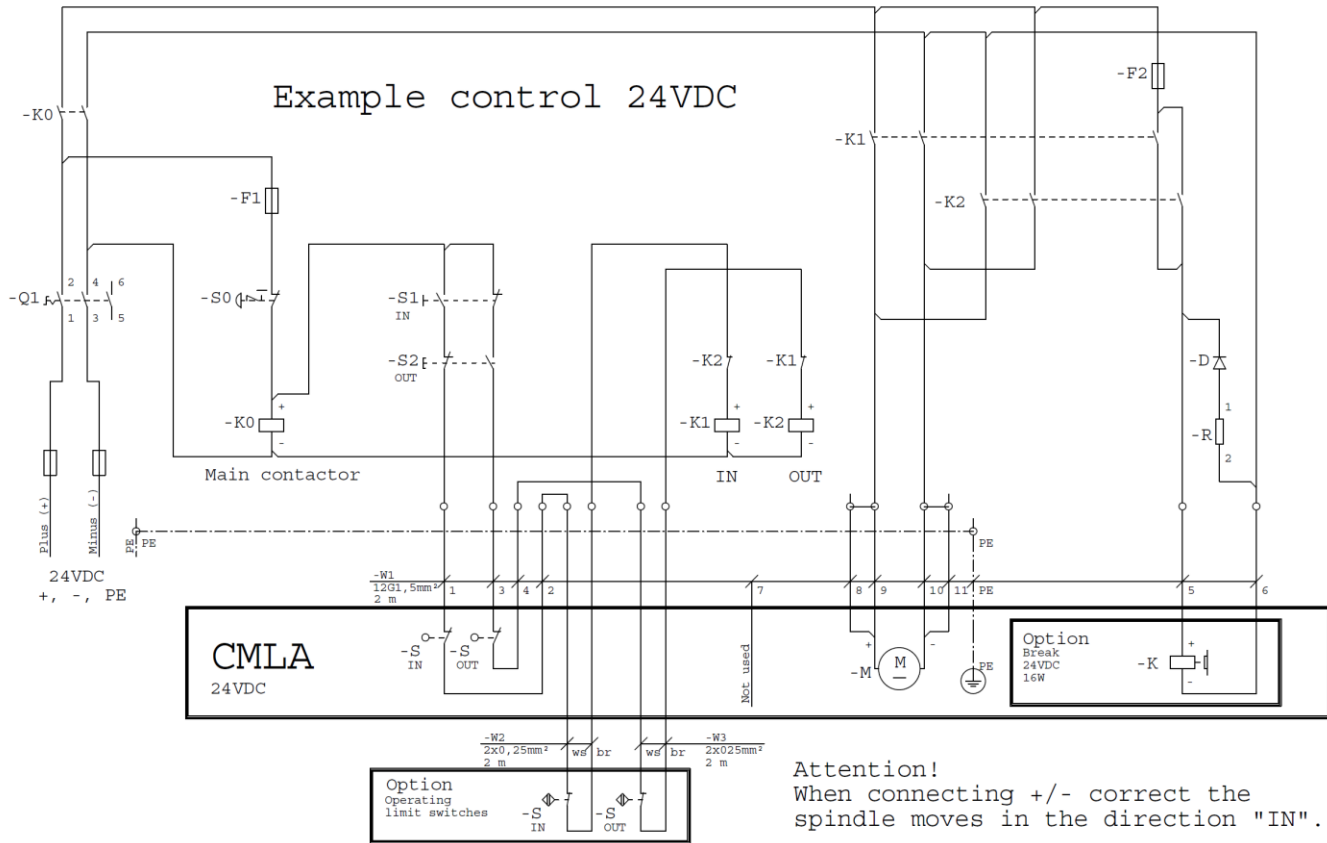 Example control 24VDC
-F2
-K0
-K1
-F1
-K2
2 4 6
-Q1
1 3 5
-S0
-S1
IN
-S2
OUT
-K2
-K1
-D
1
-R
2
+
-K0
-
+
-K1
-
+
-K2
-
Main contactor
IN
OUT
Plus (+)
Minus (-)
PE
PE
PE
24VDC
+, -, PE
-W1
12G1,5mm²
2 m
1 3 4 2 7 8 9 10 11 PE 5 6
CMLA
24VDC
-S
IN
-S
OUT
Not used
+ -
-M
M
PE
Option
Break
24VDC
16W
+
-K
-
-W2
2x0,25mm²
2 m
ws br
ws br
-W3
2x025mm²
2 m
Option
Operating
limit switches
-S
IN
-S
OUT
Attention!
When connecting +/- correct the
spindle moves in the direction "IN".